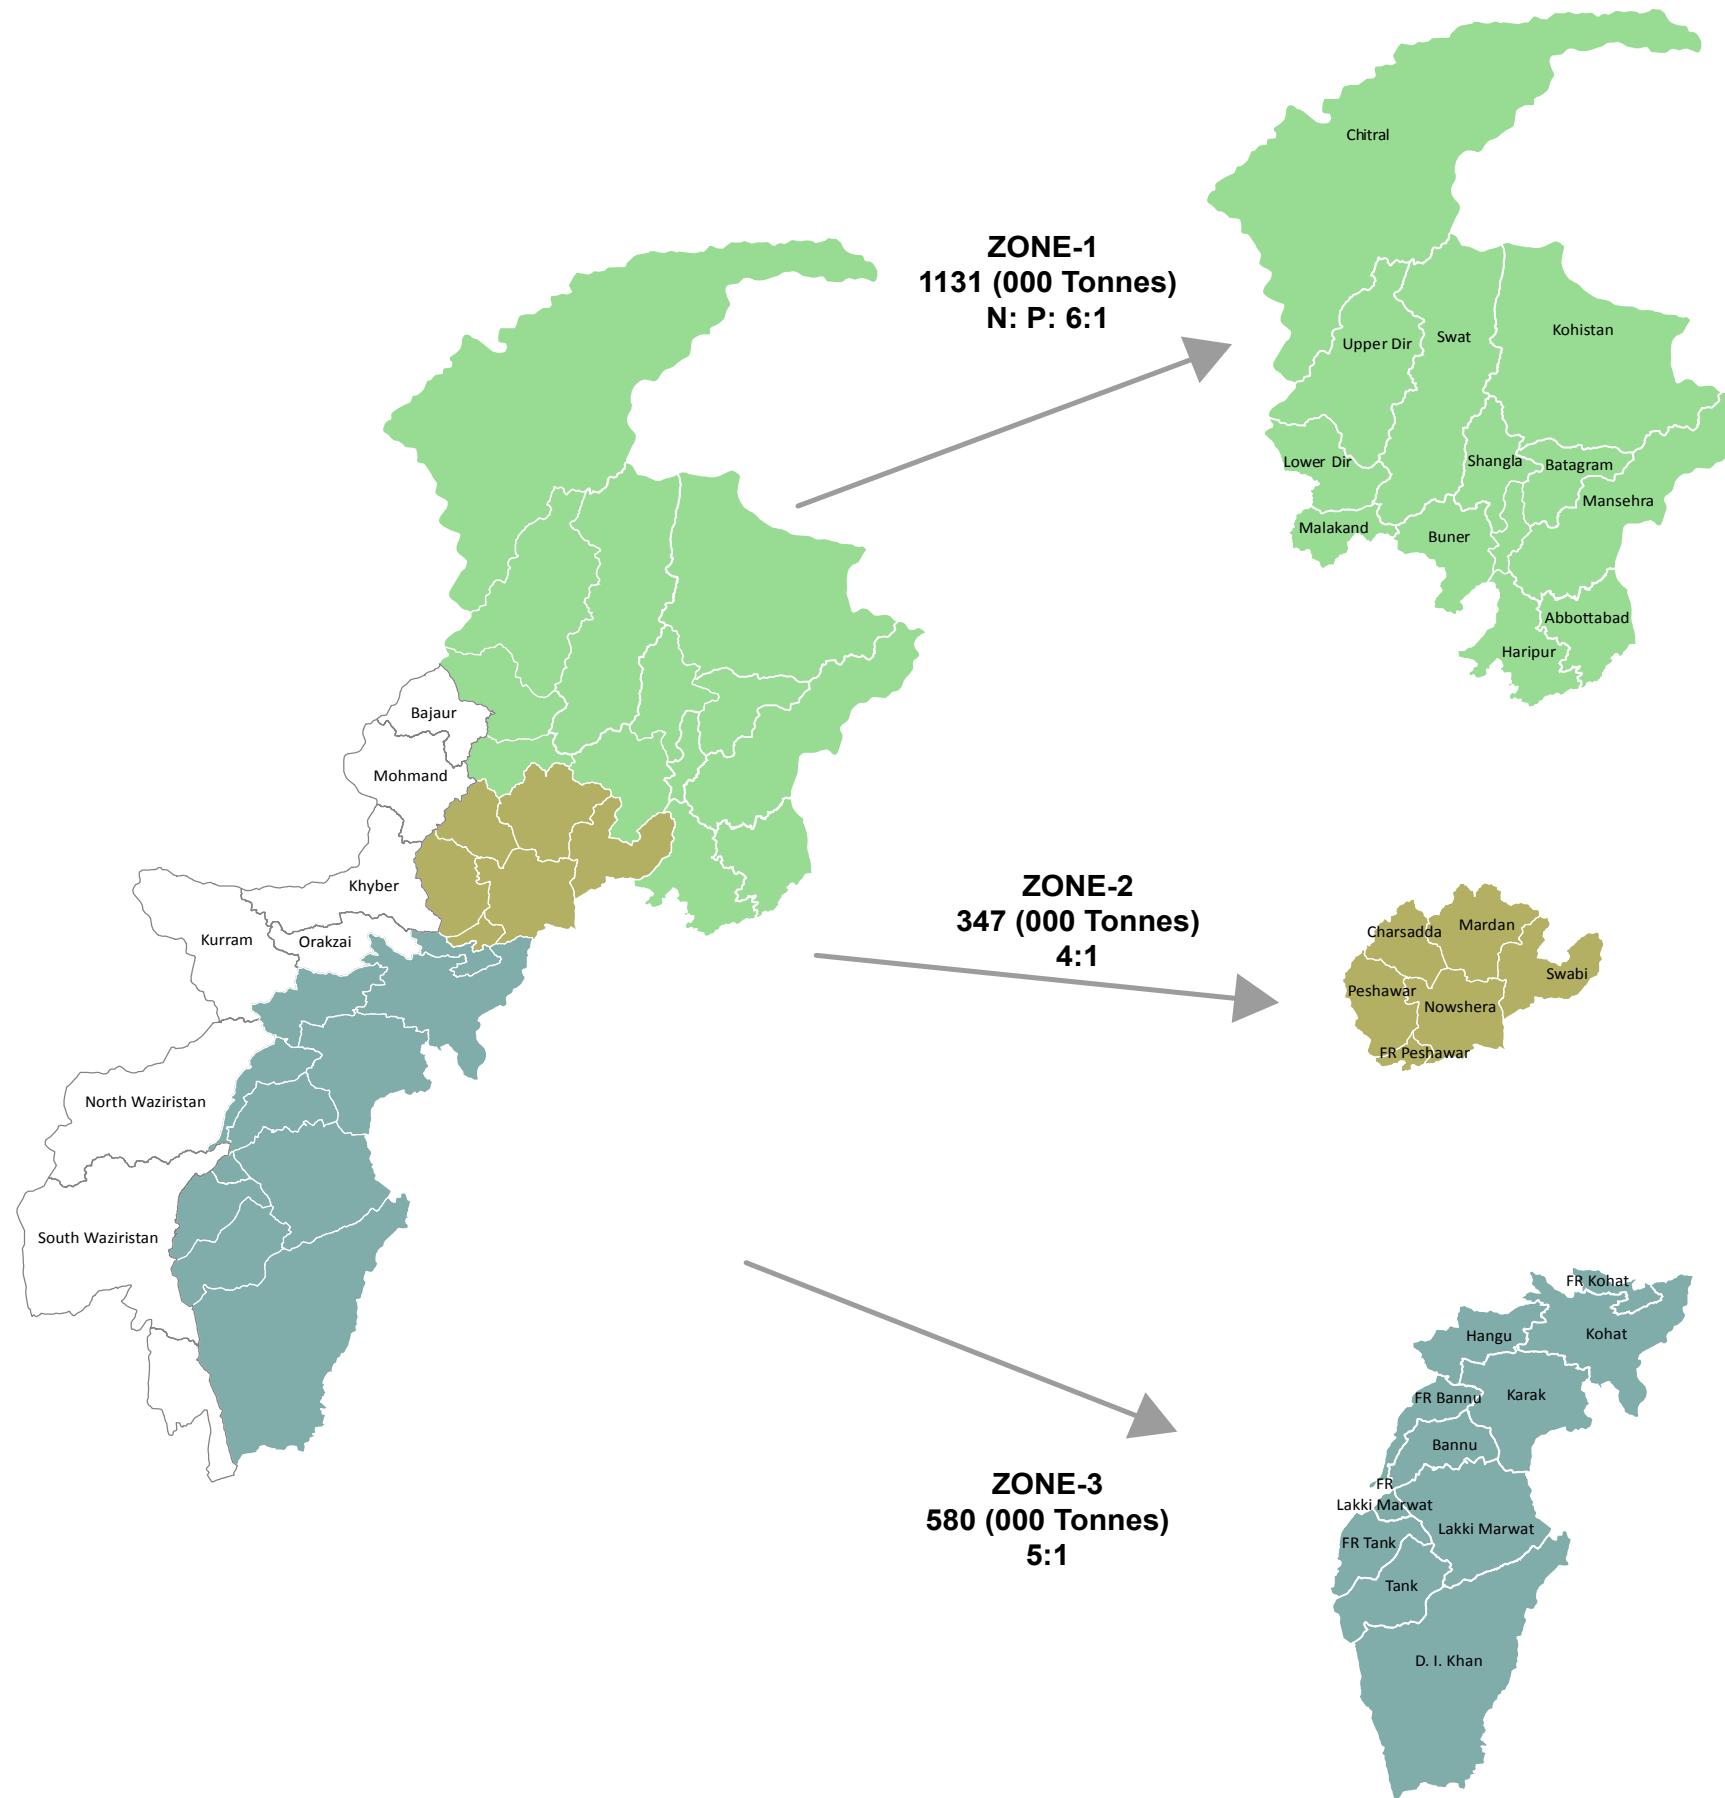 Chitral
ZONE-1
1131 (000 Tonnes)
N: P: 6:1
Upper Dir
Swat
Kohistan
Lower Dir
Shangla
Batagram
Mansehra
Malakand
Buner
Abbottabad
Haripur
Bajaur
Mohmand
Khyber
Kurram
Orakzai
North Waziristan
South Waziristan
ZONE-2
347 (000 Tonnes)
4:1
Charsadda
Mardan
Swabi
Peshawar
Nowshera
FR Peshawar
ZONE-3
580 (000 Tonnes)
5:1
FR Kohat
Hangu
Kohat
FR Bannu
Karak
Bannu
FR
Lakki Marwat
Lakki Marwat
FR Tank
Tank
D. I. Khan